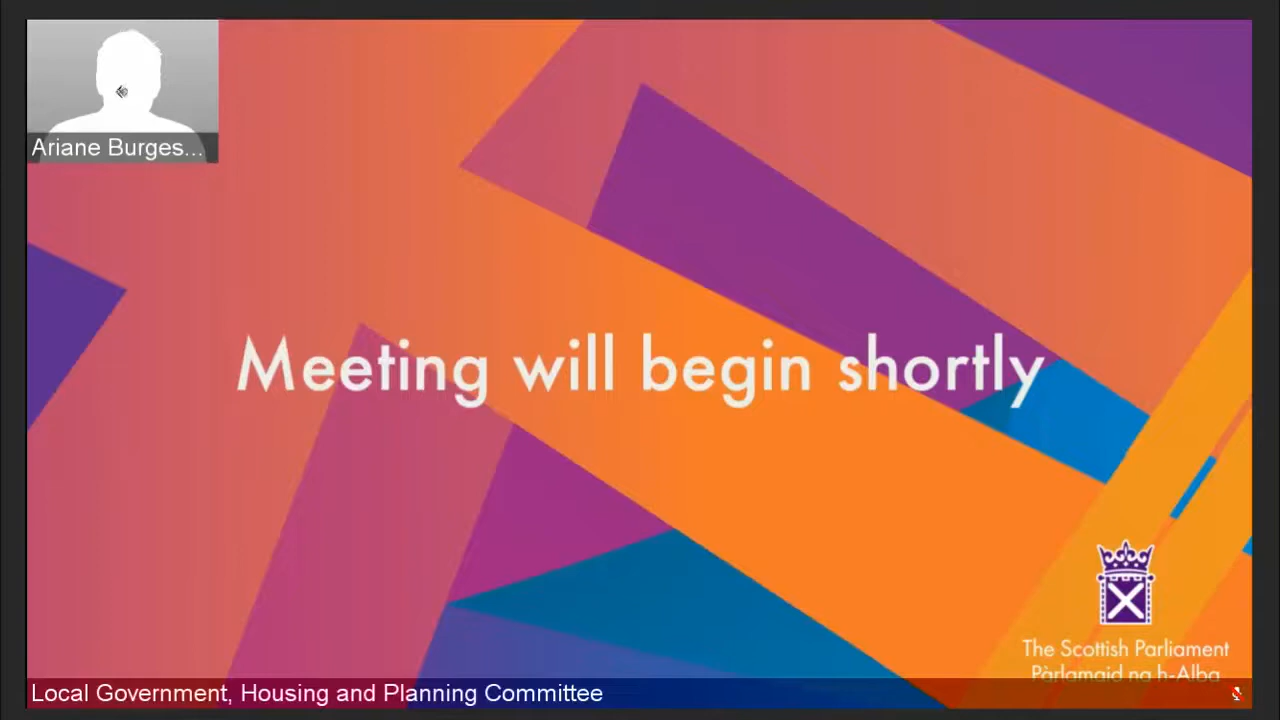 Ariane Burges...
Meeting will begin shortly
The Scottish Parliament
Pàrlamaid na h-Alba
Local Government, Housing and Planning Committee